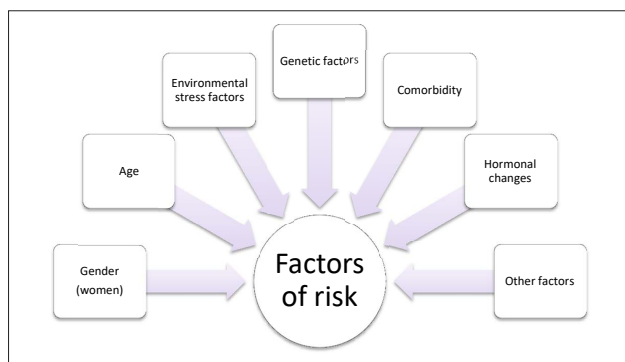 Genetic factors
Environmental
stress factors
Comorbidity
Age
Hormonal
changes
Gender
(women)
Factors
of risk
Other factors